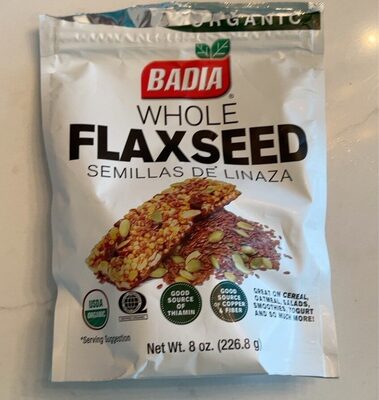 ORGANIC
BADIA®
WHOLE
FLAXSEED
SEMILLAS DE LINAZA
USDA
ORGANIC
GOOD
SOURCE
OF
THIAMIN
GOOD
SOURCE
OF COPPER
& FIBER
GREAT ON CEREAL,
OATMEAL, SALADS,
SMOOTHIES, YOGURT
AND SO MUCH MORE!
*Serving Suggestion
Net Wt. 8 oz. (226.8 g)